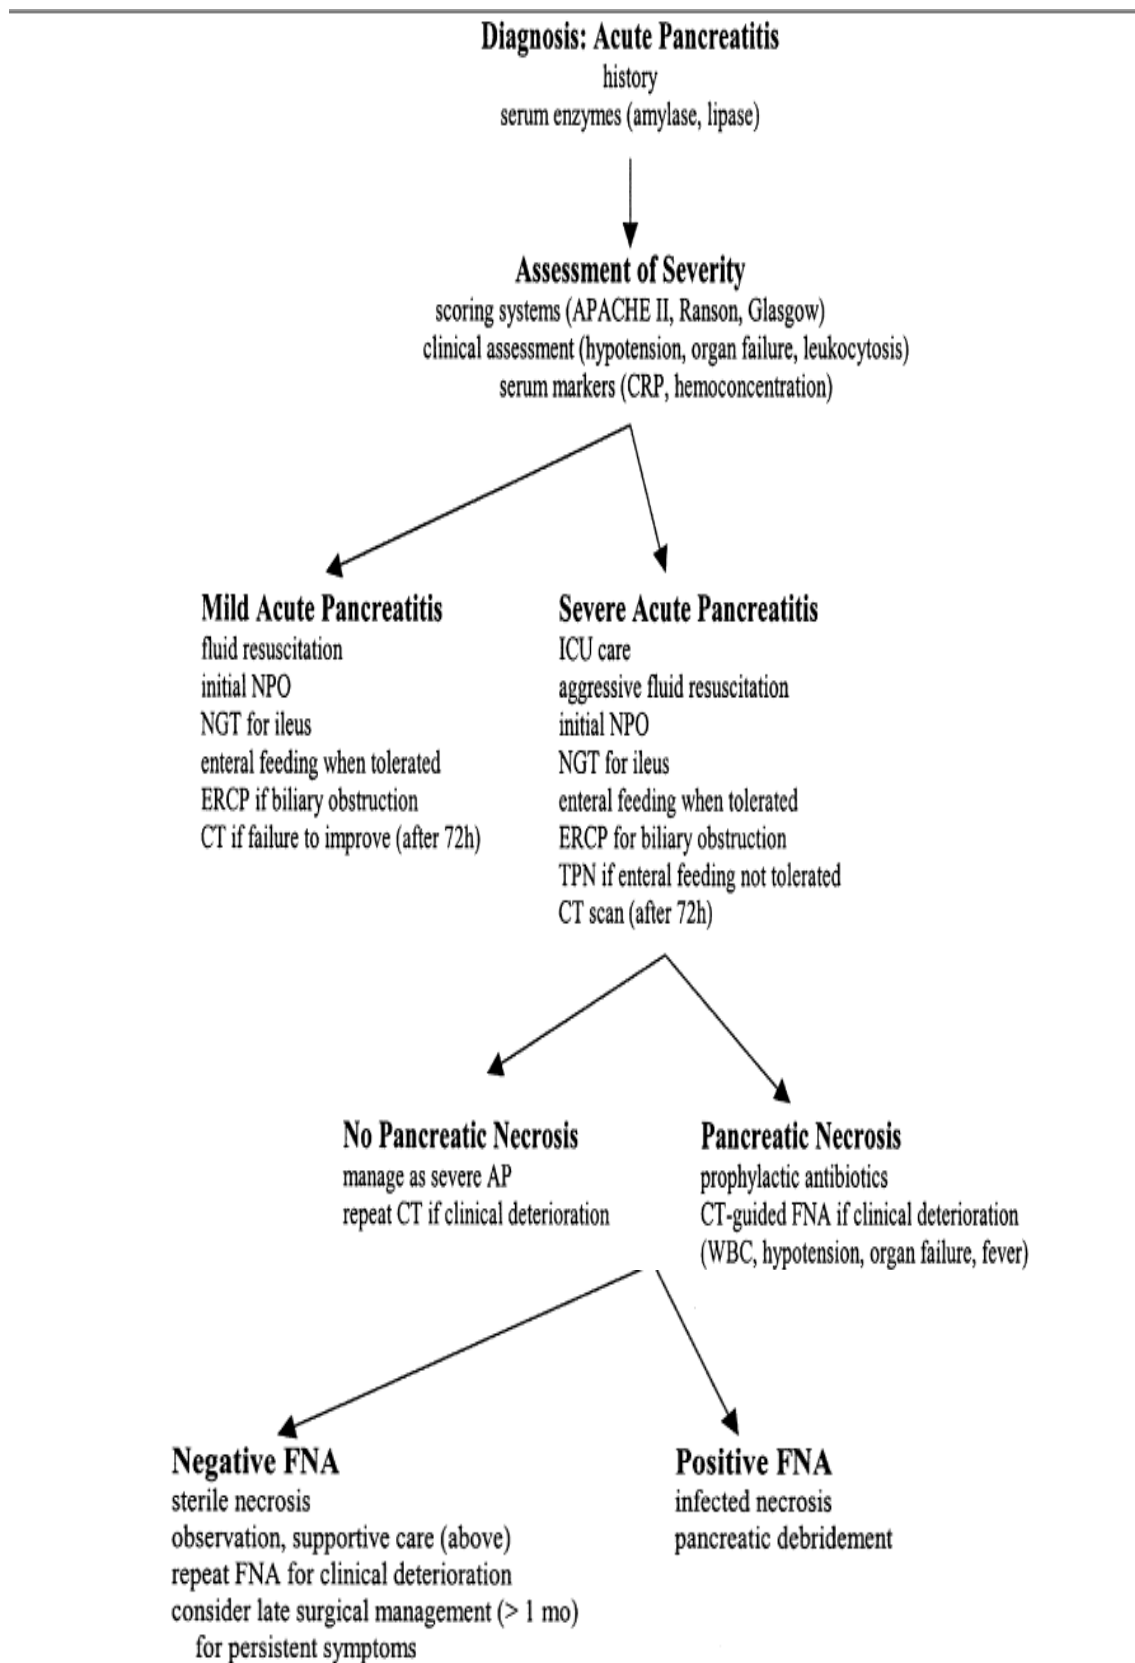 Diagnosis: Acute Pancreatitis
history
serum enzymes (amylase, lipase)
Assessment of Severity
scoring systems (APACHE II, Ranson, Glasgow)
clinical assessment (hypotension, organ failure, leukocytosis)
serum markers (CRP, hemoconcentration)
Mild Acute Pancreatitis
fluid resuscitation
initial NPO
NGT for ileus
enteral feeding when tolerated
ERCP if biliary obstruction
CT if failure to improve (after 72h)
Severe Acute Pancreatitis
ICU care
aggressive fluid resuscitation
initial NPO
NGT for ileus
enteral feeding when tolerated
ERCP for biliary obstruction
TPN if enteral feeding not tolerated
CT scan (after 72h)
No Pancreatic Necrosis
manage as severe AP
repeat CT if clinical deterioration
Pancreatic Necrosis
prophylactic antibiotics
CT-guided FNA if clinical deterioration
(WBC, hypotension, organ failure, fever)
Negative FNA
sterile necrosis
observation, supportive care (above)
repeat FNA for clinical deterioration
consider late surgical management (> 1 mo)
for persistent symptoms
Positive FNA
infected necrosis
pancreatic debridement